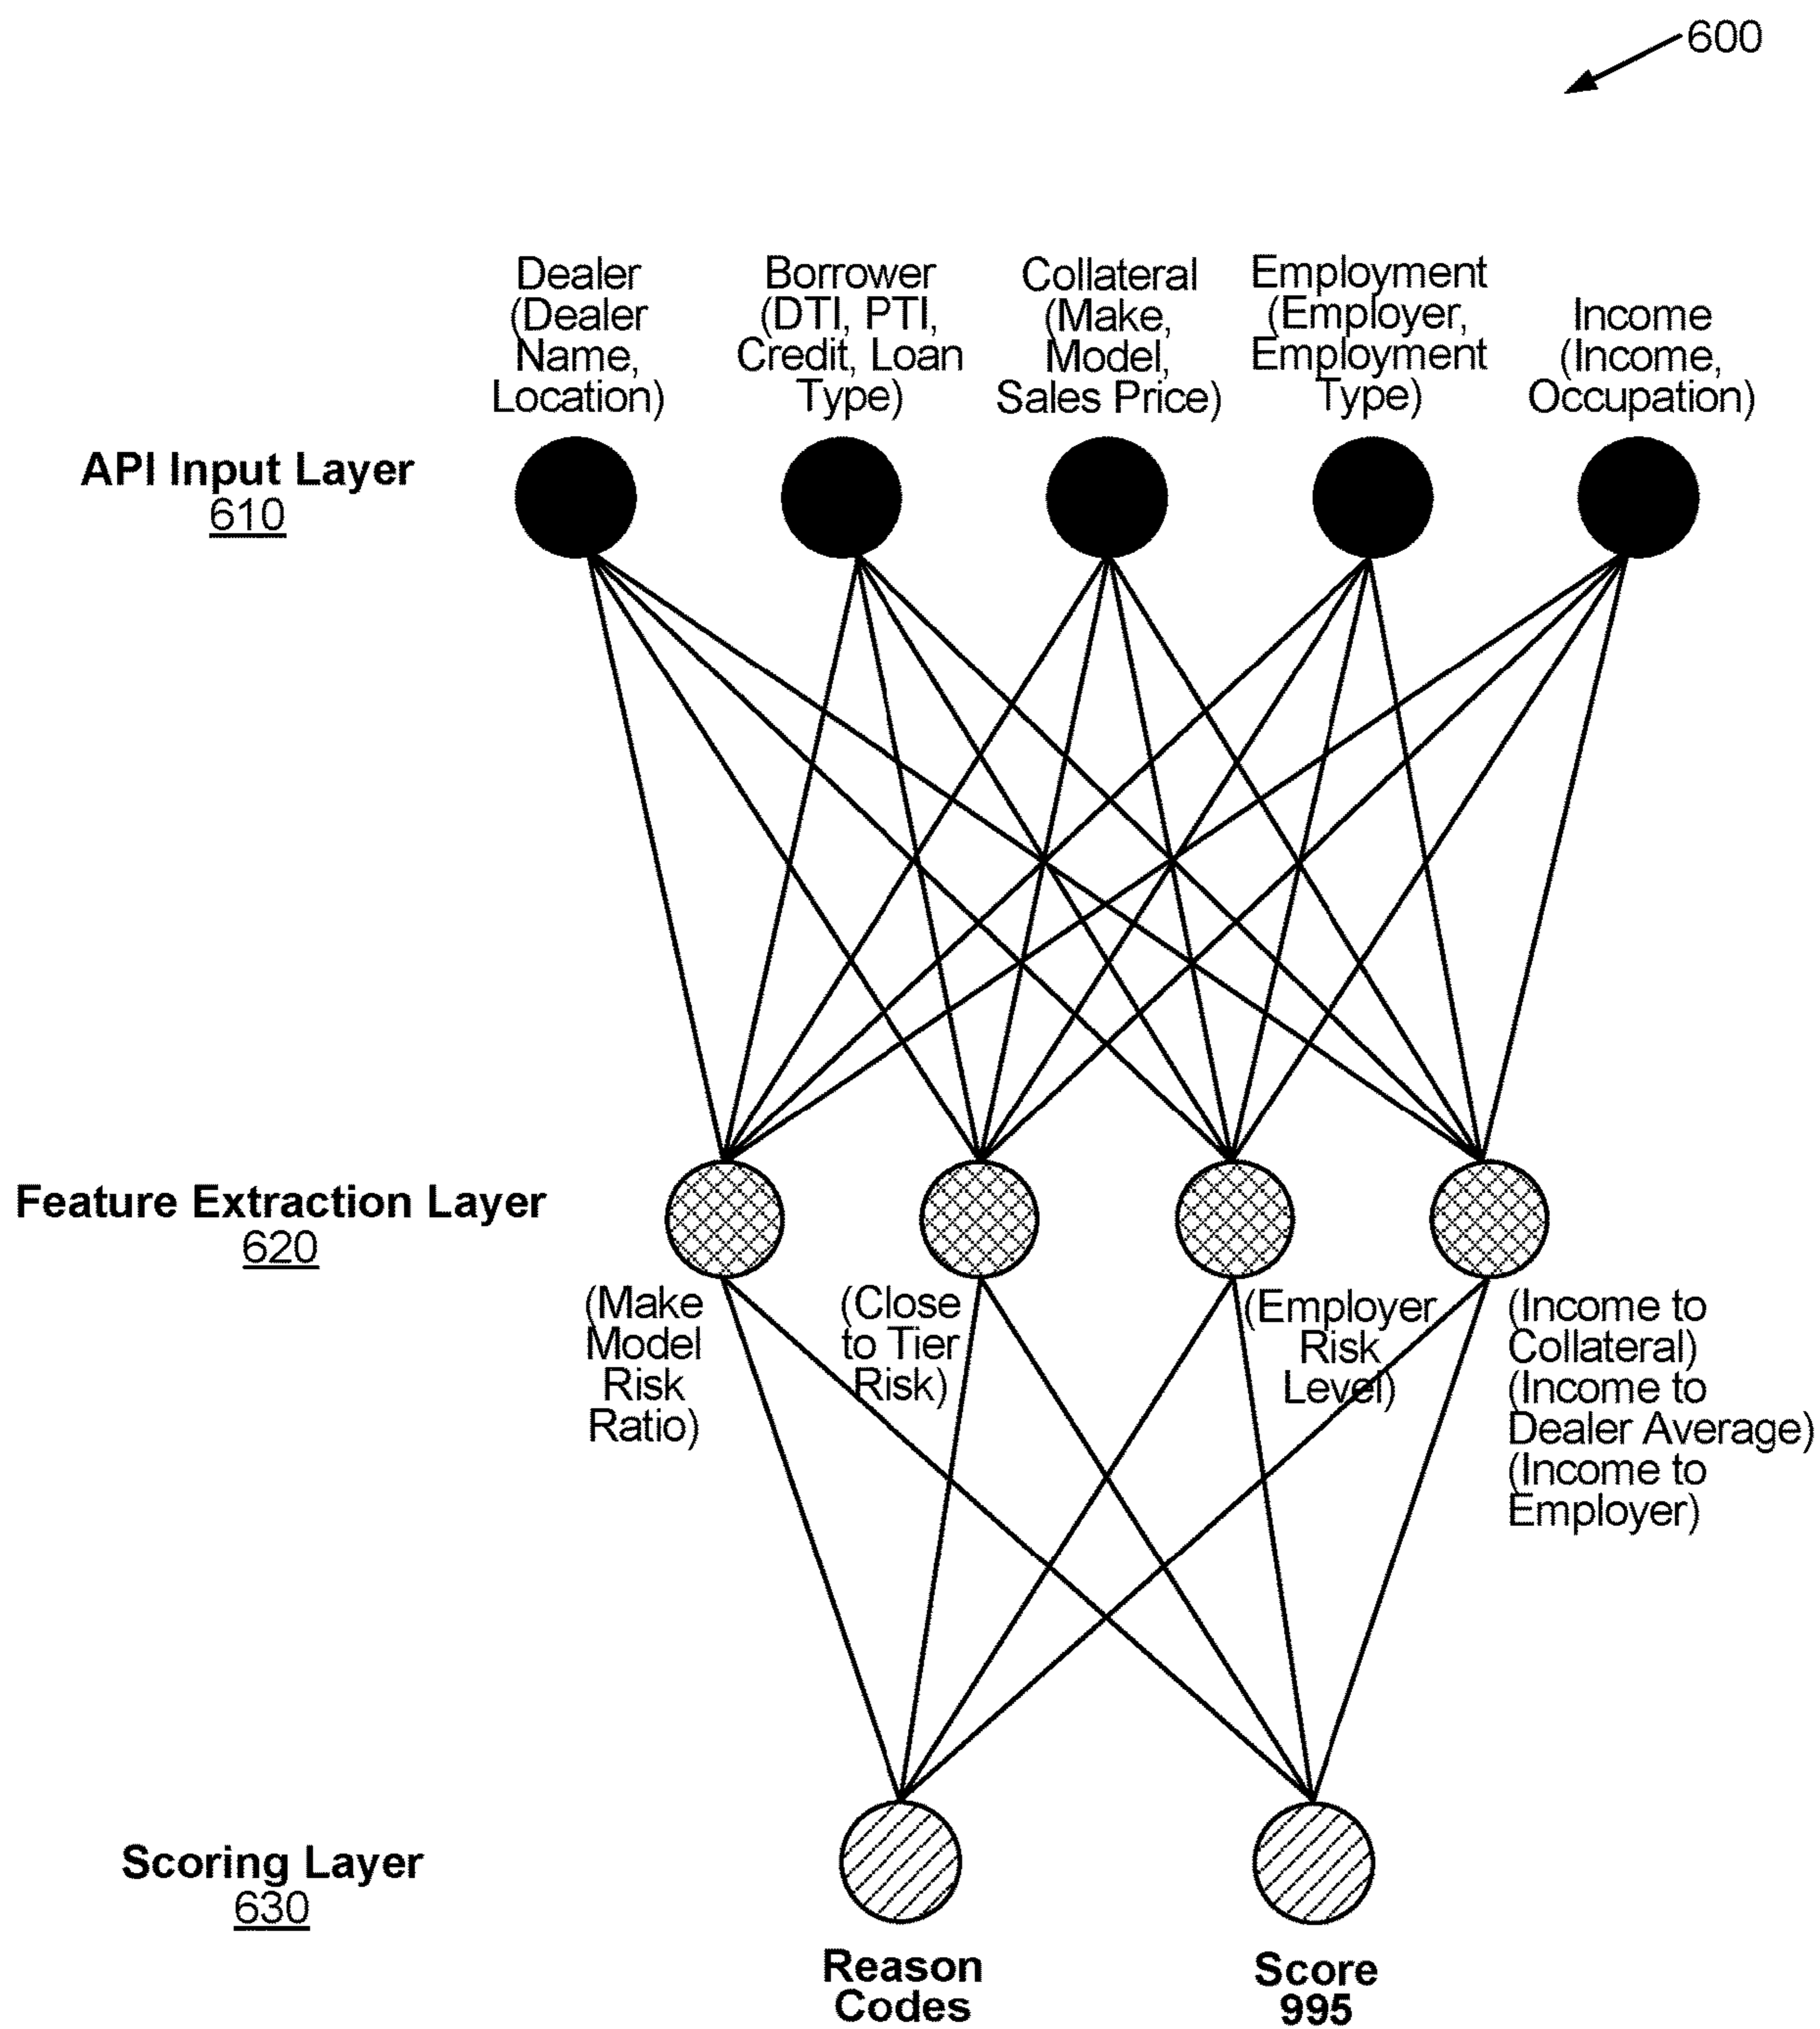 600
Dealer
(Dealer
Name,
Location)
Borrower
(DTI, PTI,
Credit, Loan
Type)
Collateral
(Make,
Model,
Sales Price)
Employment
(Employer,
Employment
Type)
Income
(Income,
Occupation)
API Input Layer
610
Feature Extraction Layer
620
(Make
Model
Risk
Ratio)
(Close
to Tier
Risk)
(Employer
Risk
Level)
(Income to
Collateral)
(Income to
Dealer Average)
(Income to
Employer)
Scoring Layer
630
Reason
Codes
Score
995